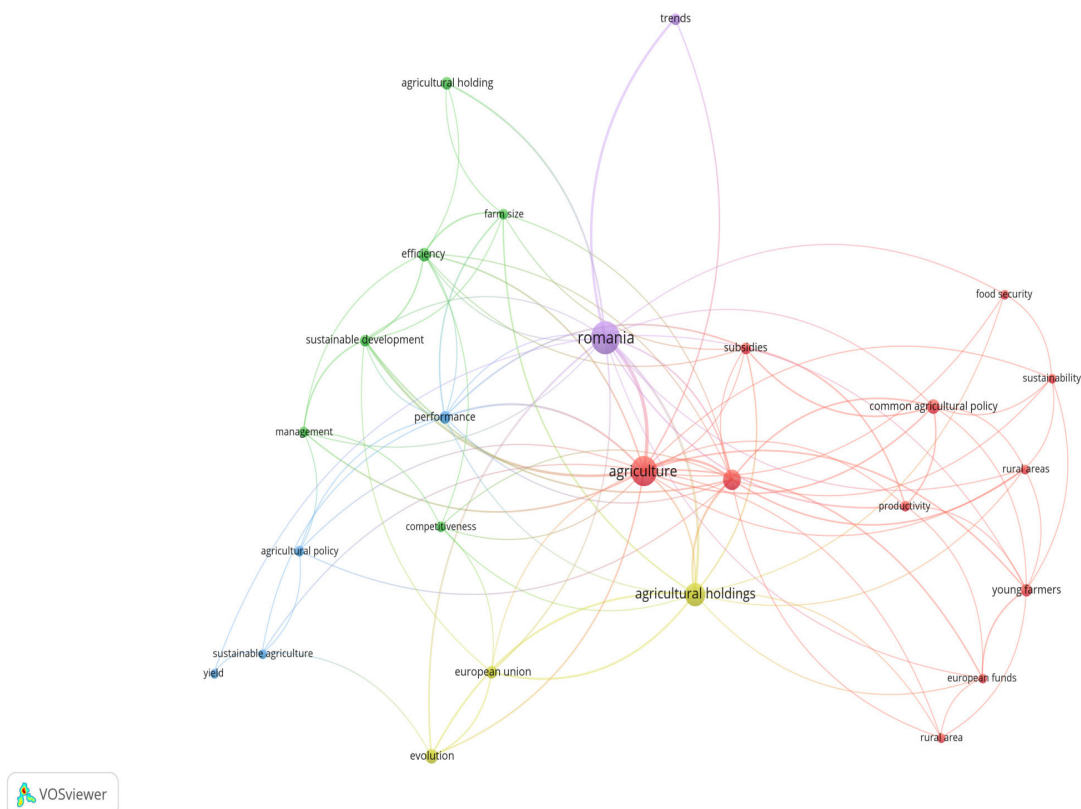 trends
agricultural holding
farm size
efficiency
food security
romania
sustainable development
subsidies
sustainability
common agricultural policy
performance
management
agriculture
rural areas
productivity
competitiveness
agricultural policy
young farmers
agricultural holdings
sustainable agriculture
yield
european union
european funds
rural area
evolution
VOSviewer